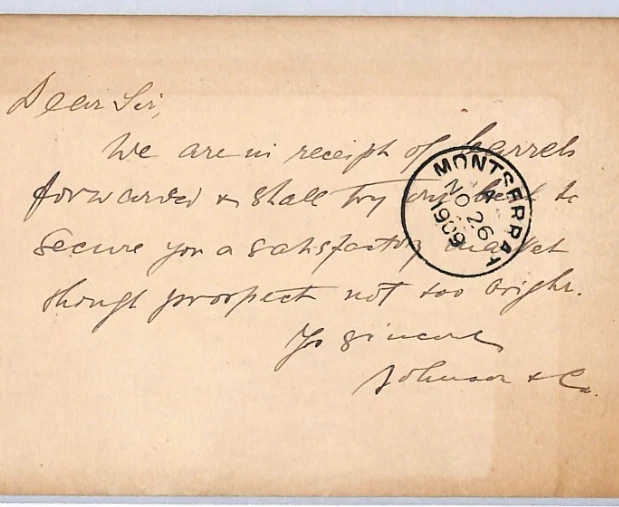 Dear Sir,
We are in receipt of barrels
forwarded & shall try our best to
secure you a satisfactory market
though prospect not too bright.
Yrs sincerely
Johnson & Co.
MONTSERRAT
A
NO 26
1909